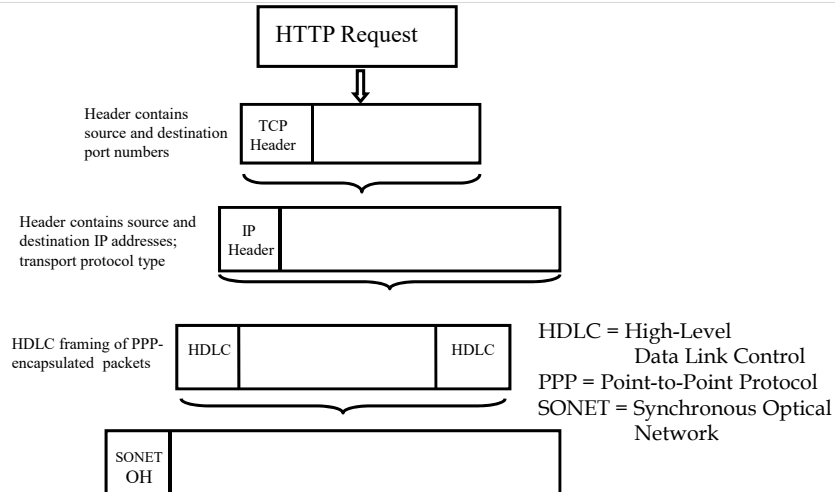 HTTP Request
Header contains
source and destination
port numbers
TCP
Header
Header contains source and
destination IP addresses;
transport protocol type
IP
Header
HDLC framing of PPP-
encapsulated packets
HDLC
HDLC
HDLC = High-Level
Data Link Control
PPP = Point-to-Point Protocol
SONET = Synchronous Optical
Network
SONET
OH